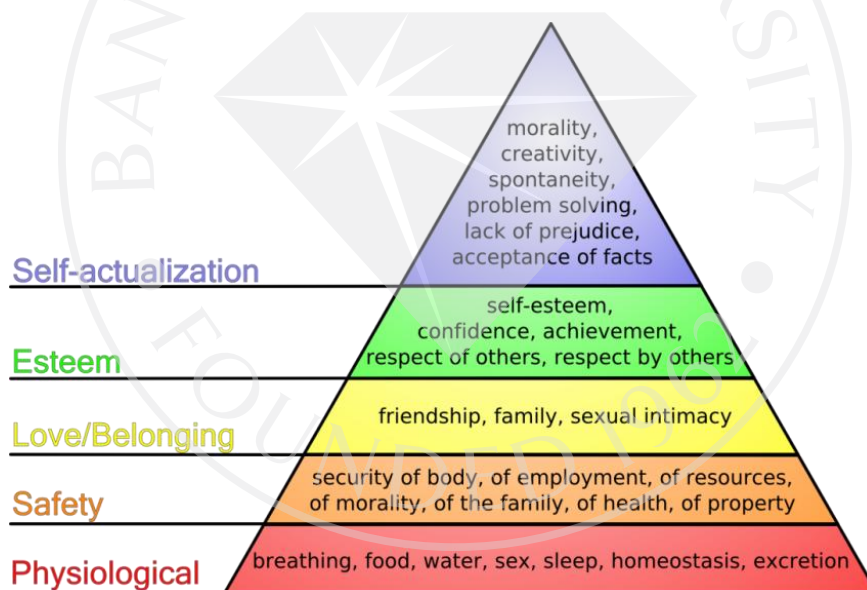 morality,
creativity,
spontaneity,
problem solving,
lack of prejudice,
acceptance of facts
Self-actualization
self-esteem,
confidence, achievement,
respect of others, respect by others
Esteem
friendship, family, sexual intimacy
Love/Belonging
security of body, of employment, of resources,
of morality, of the family, of health, of property
Safety
breathing, food, water, sex, sleep, homeostasis, excretion
Physiological
FOUNDED 1962